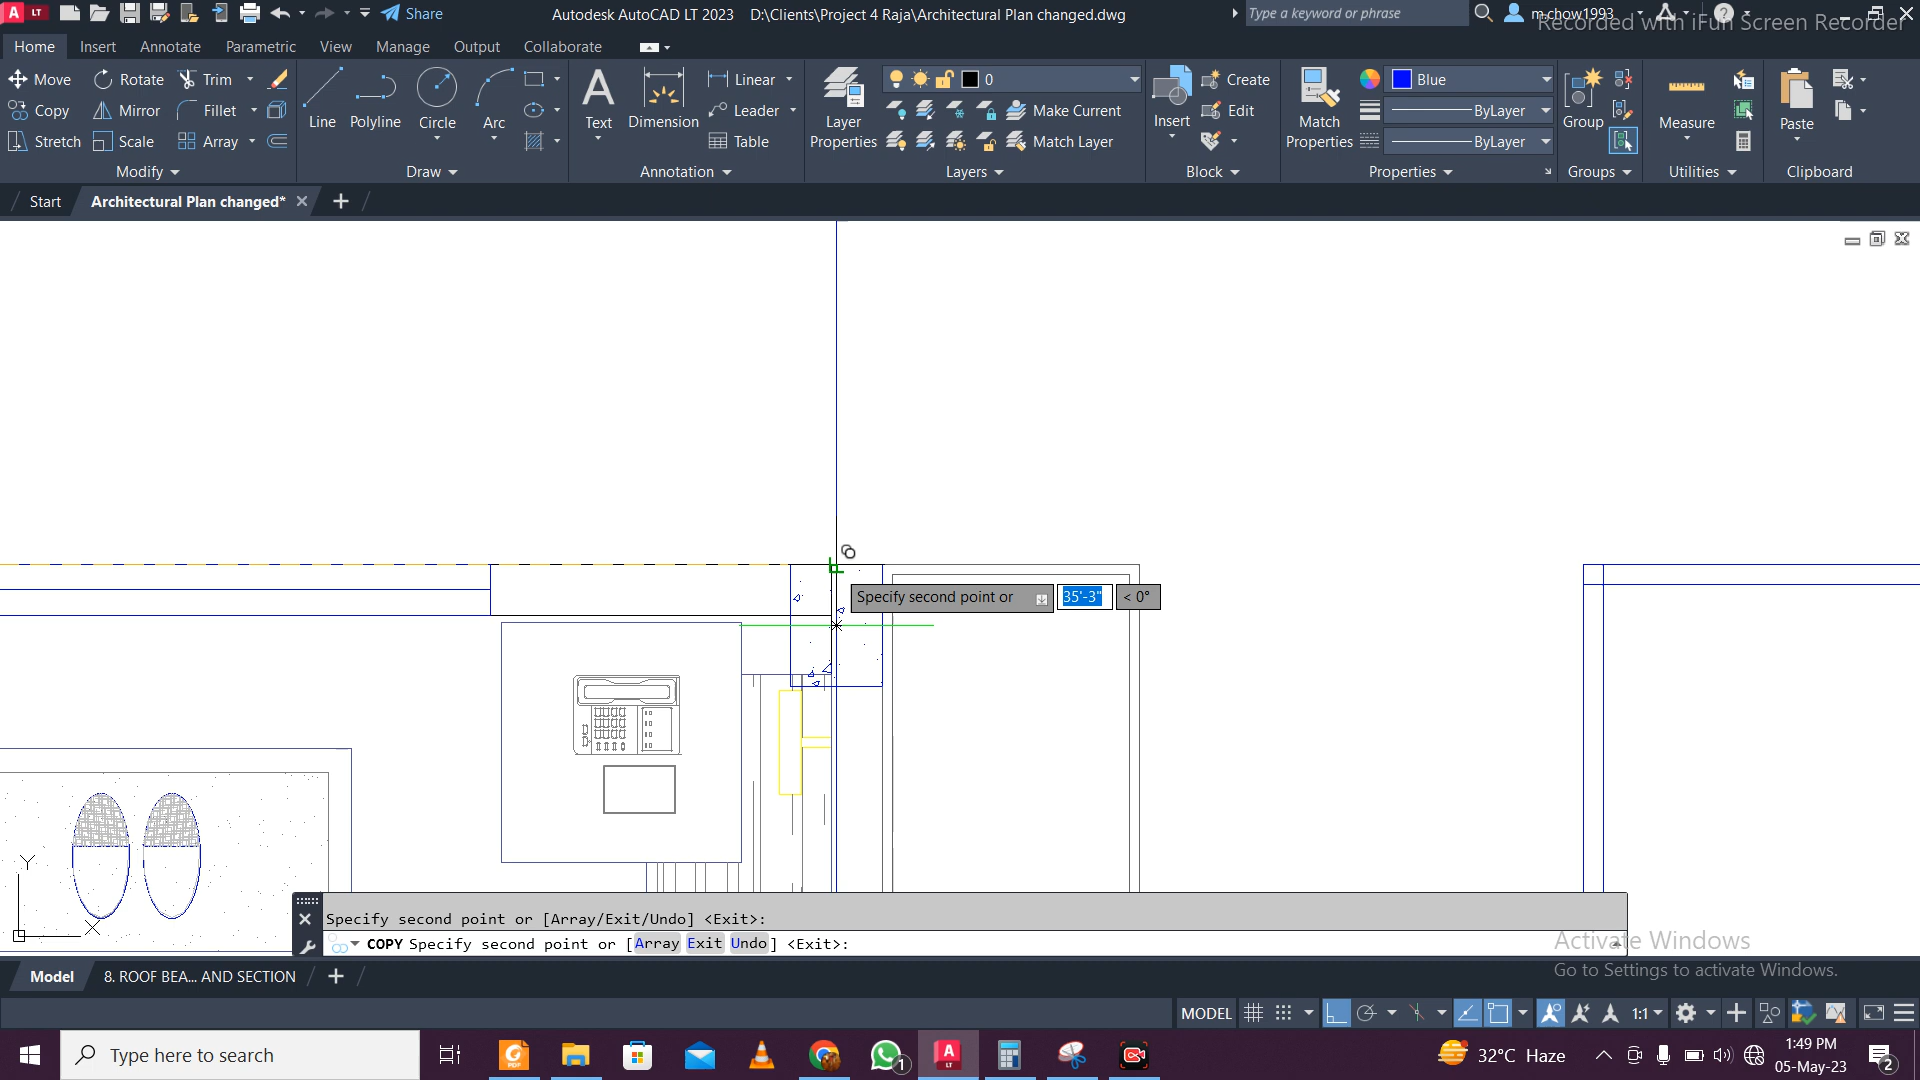 A LT Share Autodesk AutoCAD LT 2023 D:\Clients\Project 4 Raja\Architectural Plan changed.dwg Type a keyword or phrase m.chow1993
Recorded with iFun Screen Recorder
Home Insert Annotate Parametric View Manage Output Collaborate
Move Rotate Trim
Copy Mirror Fillet
Stretch Scale Array
Modify
Line Polyline Circle Arc
Draw
Text Dimension
Linear
Leader
Table
Annotation
Layer Properties
0
Make Current
Match Layer
Layers
Insert
Create
Edit
Block
Match Properties
Blue
ByLayer
ByLayer
Properties
Group
Groups
Measure
Utilities
Paste
Clipboard
Start Architectural Plan changed*
Specify second point or 35'-3" < 0°
Y
X
Specify second point or [Array/Exit/Undo] <Exit>:
COPY Specify second point or [Array Exit Undo] <Exit>:
Activate Windows
Go to Settings to activate Windows.
Model 8. ROOF BEA... AND SECTION
MODEL 1:1
Type here to search
PDF
1
A LT
32°C Haze
1:49 PM
05-May-23
2